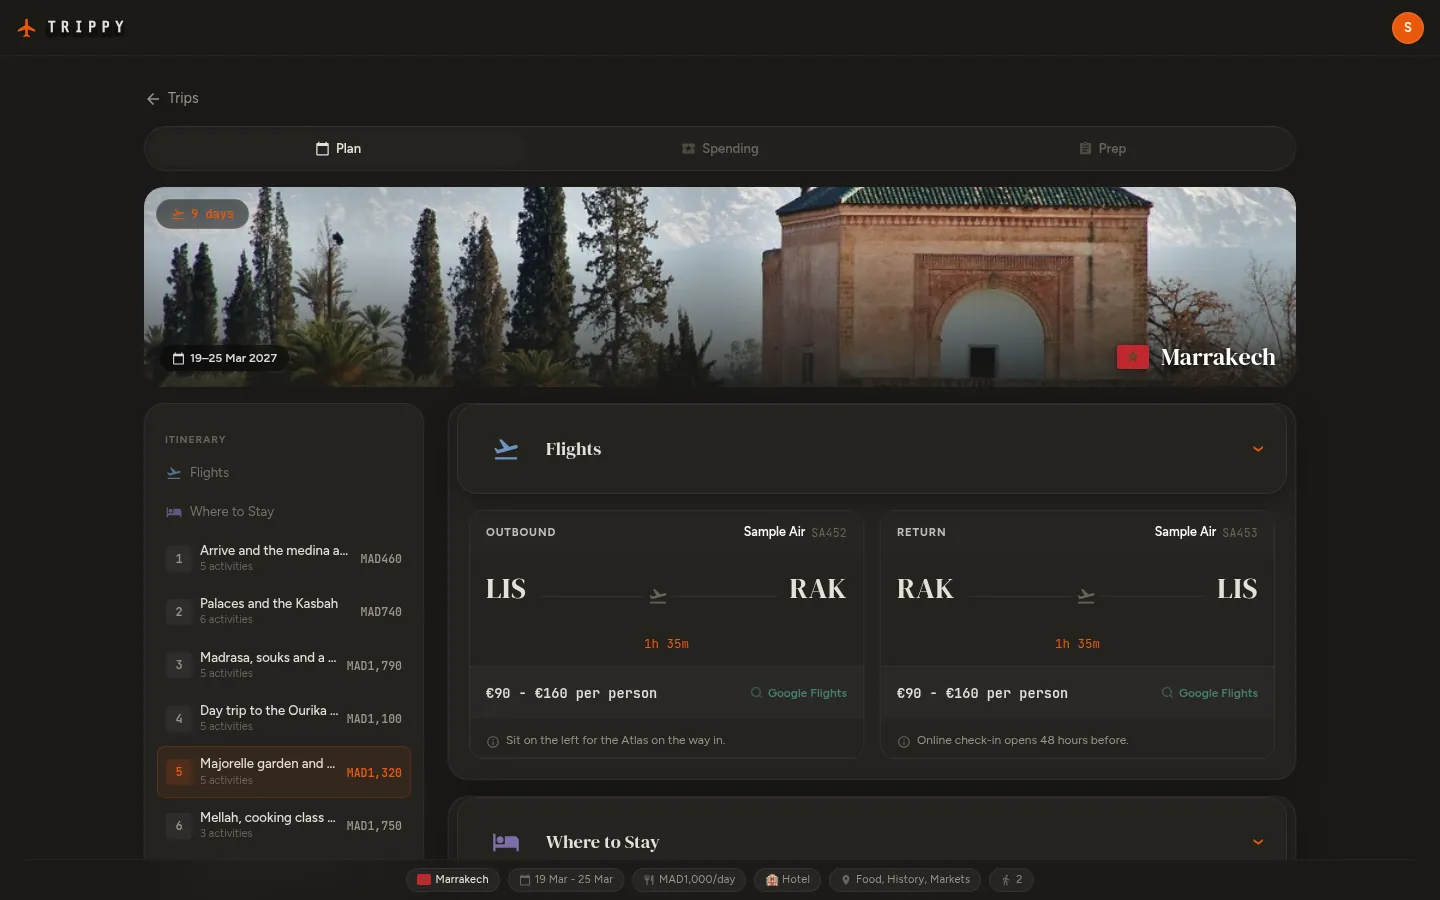 TRIPPY
S
Trips
Plan
Spending
Prep
9 days
19–25 Mar 2027
Marrakech
ITINERARY
Flights
Where to Stay
1 Arrive and the medina a... MAD460
5 activities
2 Palaces and the Kasbah MAD740
6 activities
3 Madrasa, souks and a ... MAD1,790
5 activities
4 Day trip to the Ourika ... MAD1,100
5 activities
5 Majorelle garden and ... MAD1,320
5 activities
6 Mellah, cooking class ... MAD1,750
3 activities
Flights
OUTBOUND Sample Air SA452
LIS RAK
1h 35m
€90 - €160 per person Google Flights
Sit on the left for the Atlas on the way in.
RETURN Sample Air SA453
RAK LIS
1h 35m
€90 - €160 per person Google Flights
Online check-in opens 48 hours before.
Where to Stay
Marrakech
19 Mar - 25 Mar
MAD1,000/day
Hotel
Food, History, Markets
2